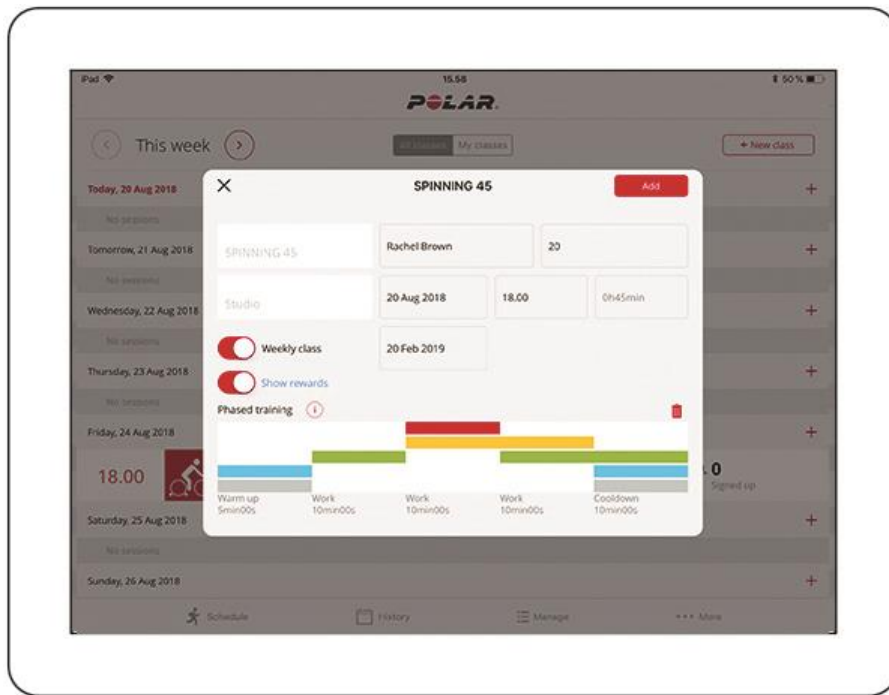 iPad 15.58 50 %
POLAR
This week All classes My classes + New class
SPINNING 45 Add
Today, 20 Aug 2018
No sessions
SPINNING 45 Rachel Brown 20
Tomorrow, 21 Aug 2018
No sessions
Studio 20 Aug 2018 18.00 0h45min
Wednesday, 22 Aug 2018
No sessions
Weekly class 20 Feb 2019
Thursday, 23 Aug 2018
Show rewards
No sessions
Phased training i
Friday, 24 Aug 2018
18.00 0
Signed up
Warm up Work Work Work Cooldown
5min00s 10min00s 10min00s 10min00s 10min00s
Saturday, 25 Aug 2018
No sessions
Sunday, 26 Aug 2018
Schedule History Manage More